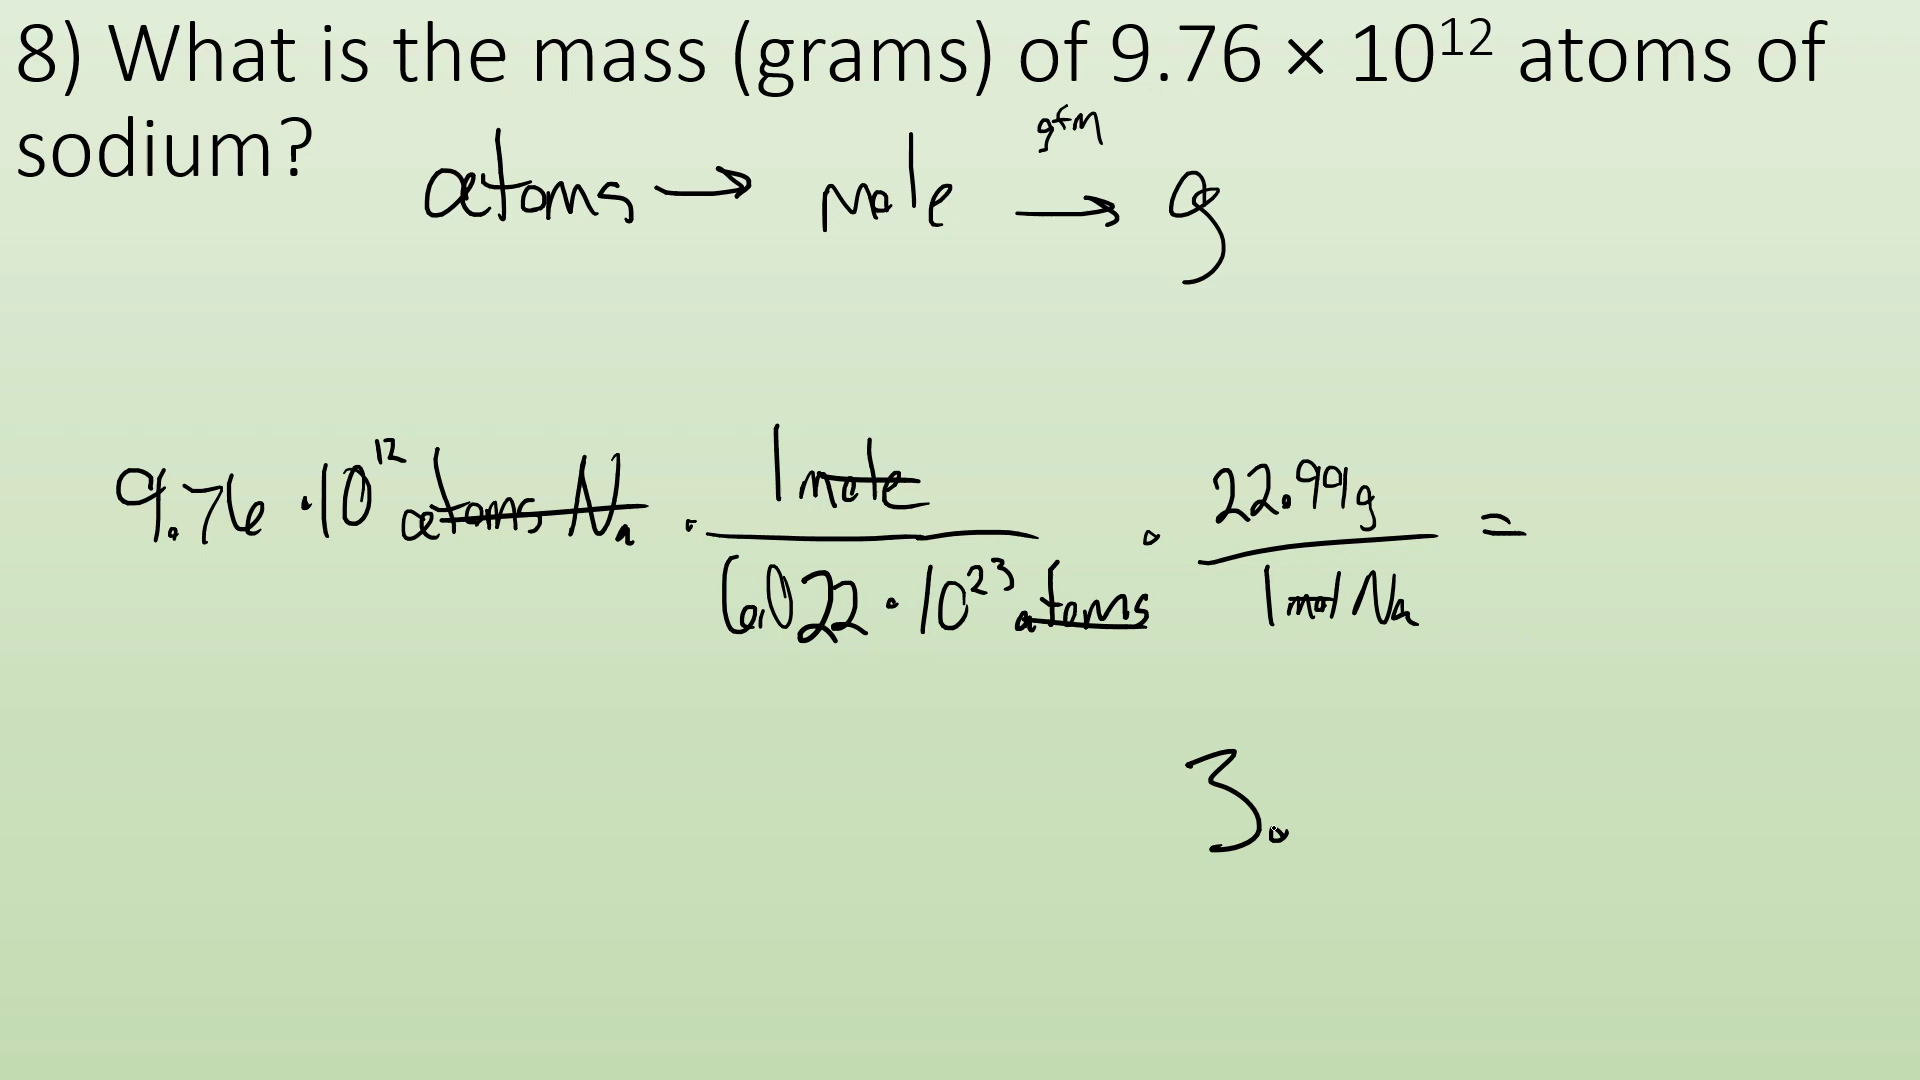 8) What is the mass (grams) of 9.76 × 10¹² atoms of
sodium?
gfm
atoms → mole → g
9.76 · 10¹² atoms Na · 1 mole / 6.022 · 10²³ atoms · 22.99g / 1 mol Na =
3.